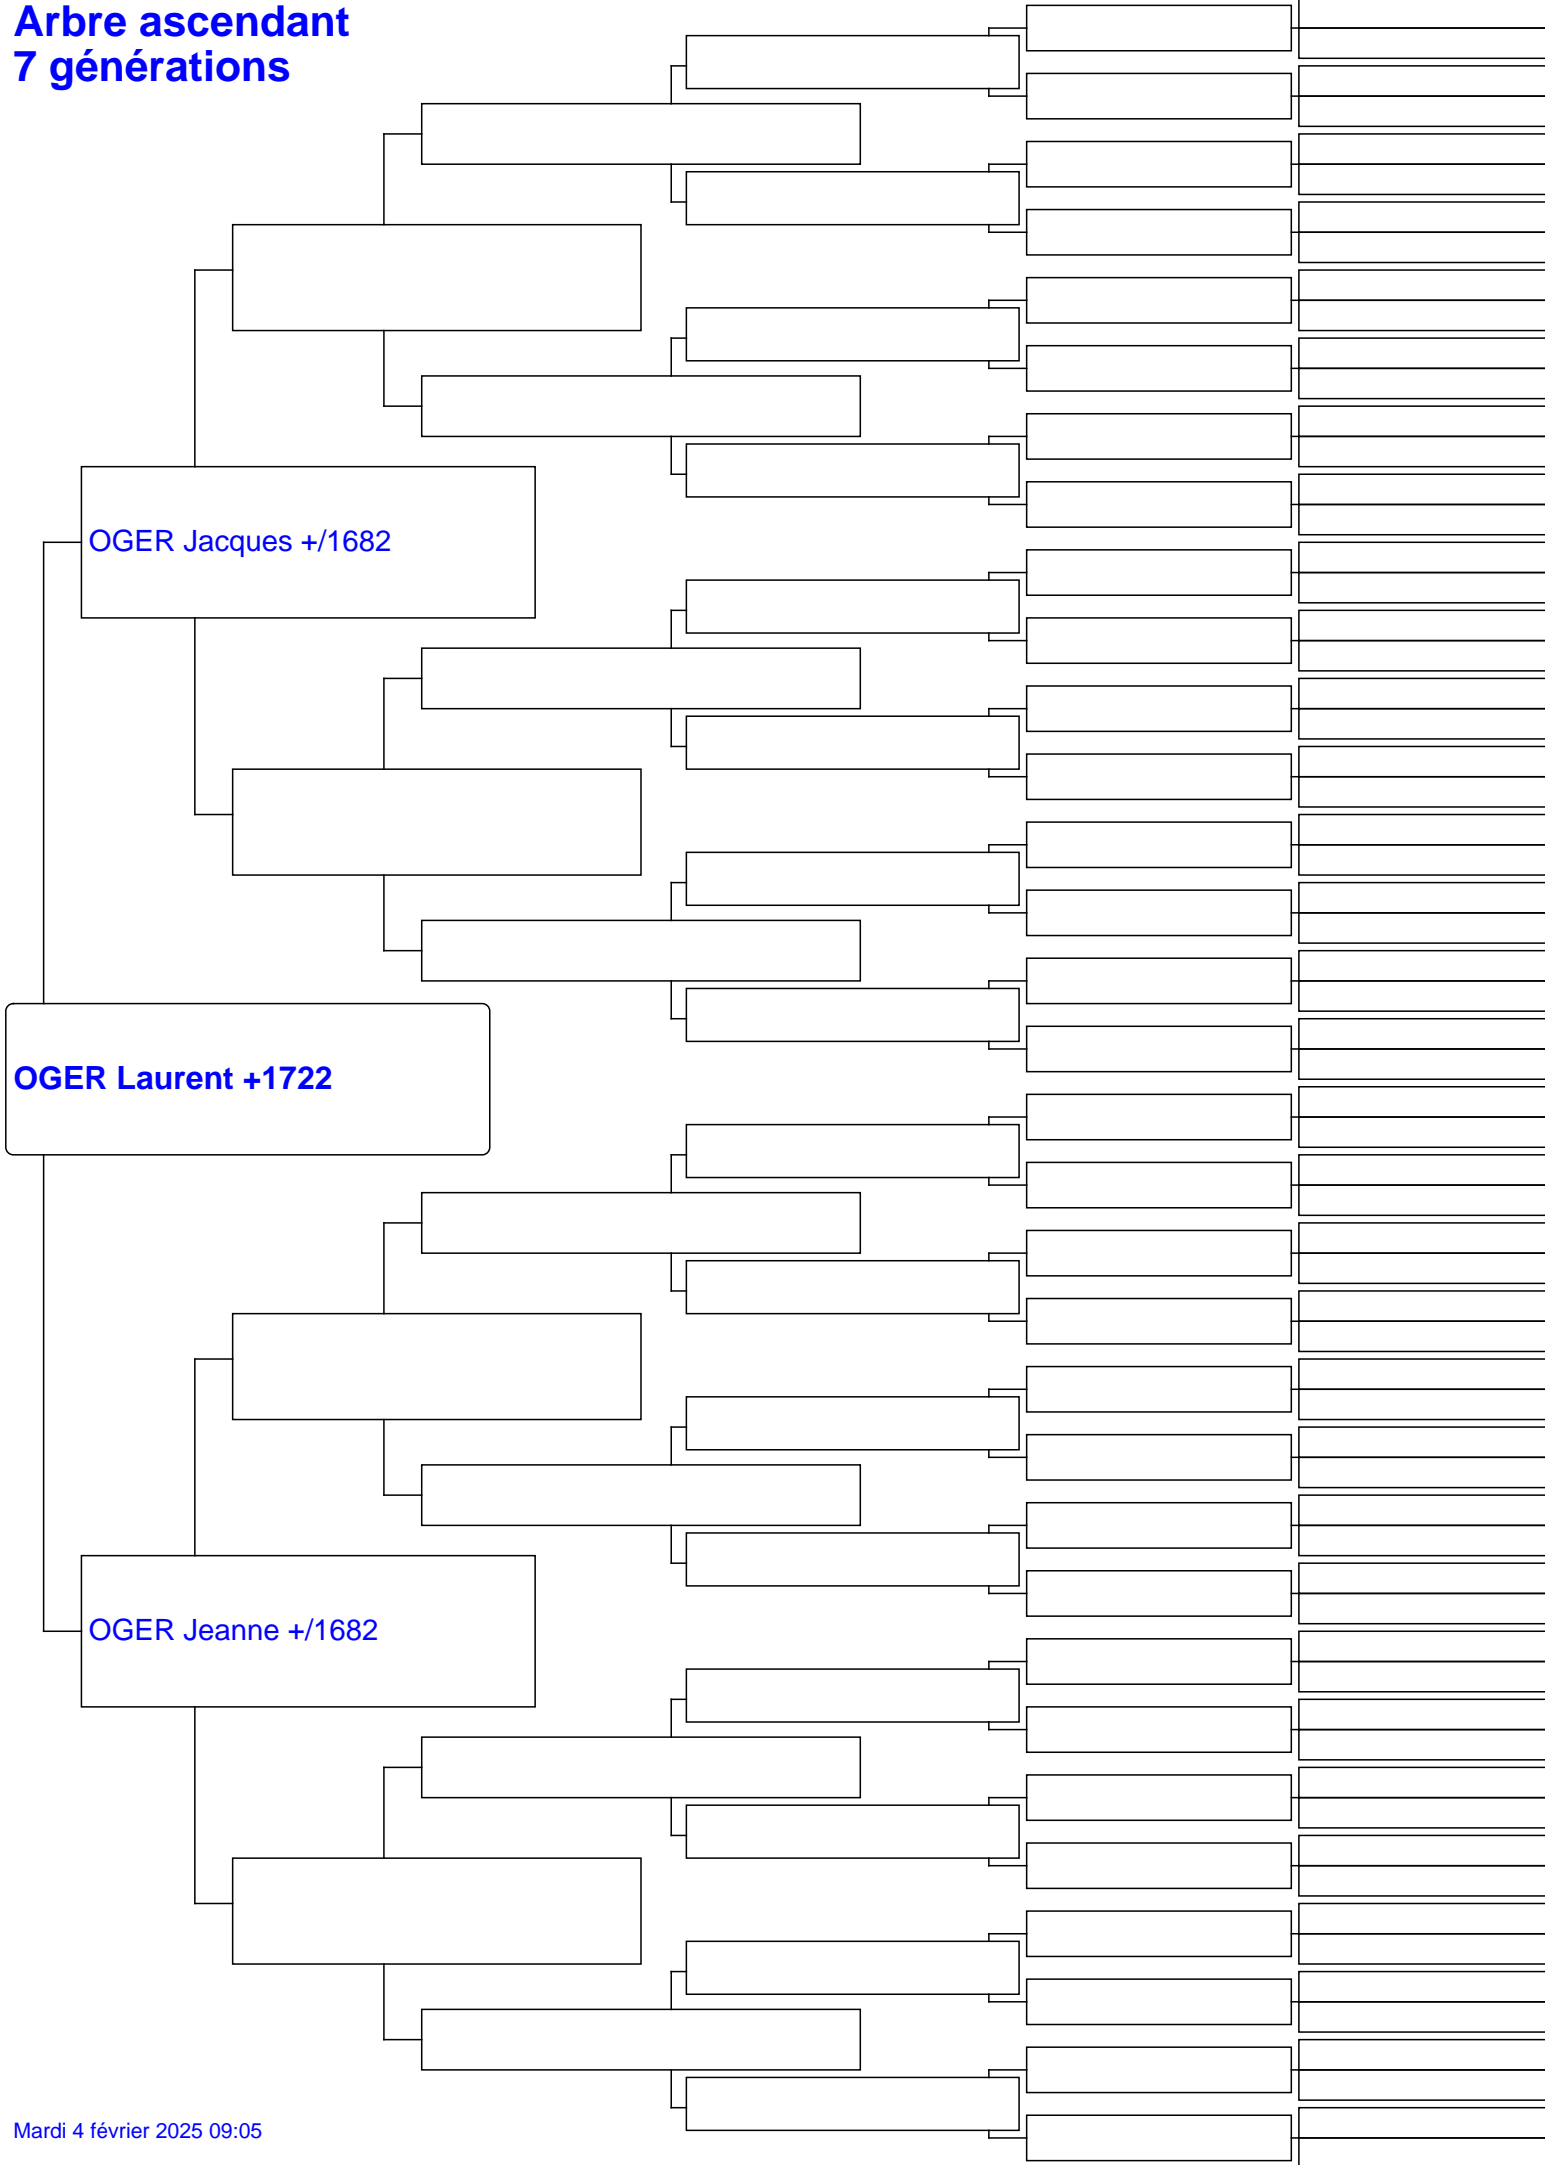 Arbre ascendant
7 générations
OGER Jacques +/1682
OGER Laurent +1722
OGER Jeanne +/1682
Mardi 4 février 2025 09:05